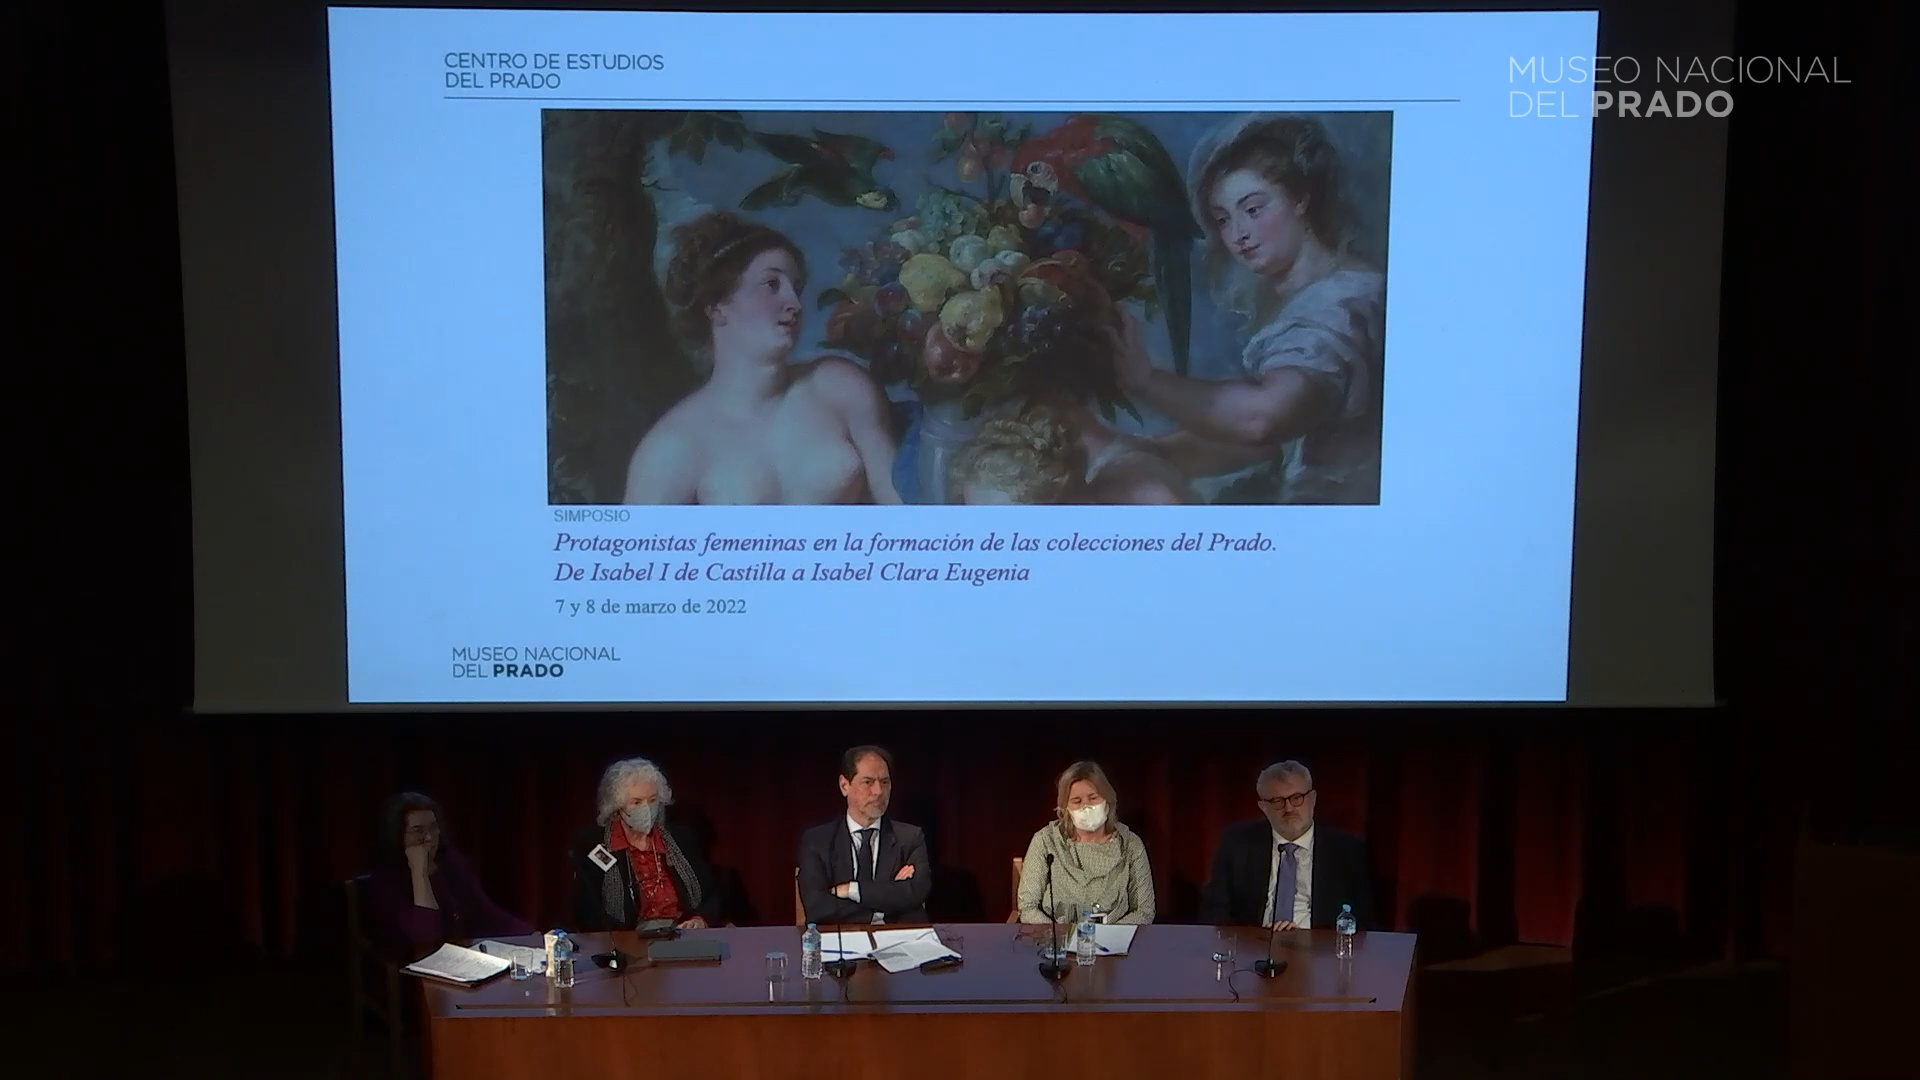 CENTRO DE ESTUDIOS
DEL PRADO
MUSEO NACIONAL
DEL PRADO
SIMPOSIO
Protagonistas femeninas en la formación de las colecciones del Prado.
De Isabel I de Castilla a Isabel Clara Eugenia
7 y 8 de marzo de 2022
MUSEO NACIONAL
DEL PRADO